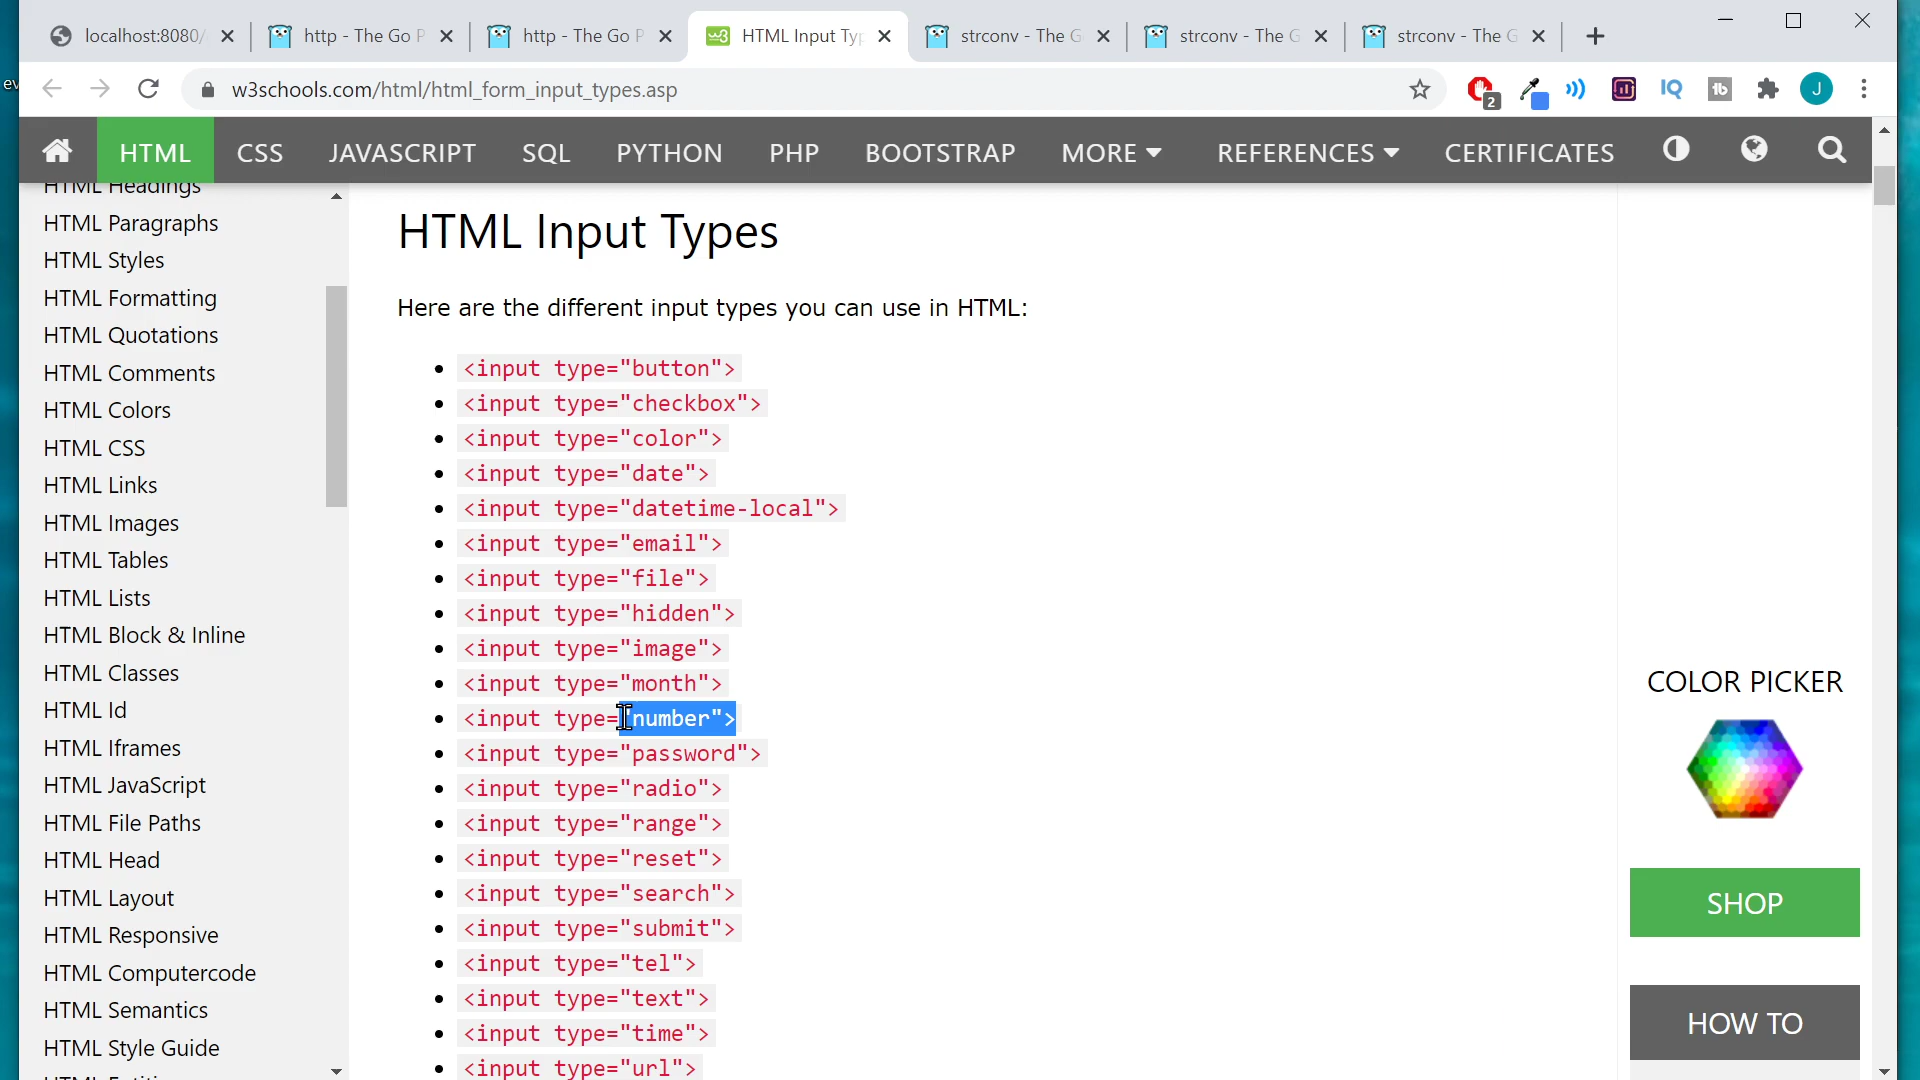 localhost:8080/
http - The Go P
http - The Go P
HTML Input Typ
strconv - The G
strconv - The G
strconv - The G
ev
w3schools.com/html/html_form_input_types.asp
2
IQ
tb
J
HTML
CSS
JAVASCRIPT
SQL
PYTHON
PHP
BOOTSTRAP
MORE
REFERENCES
CERTIFICATES
HTML Headings
HTML Paragraphs
HTML Styles
HTML Formatting
HTML Quotations
HTML Comments
HTML Colors
HTML CSS
HTML Links
HTML Images
HTML Tables
HTML Lists
HTML Block & Inline
HTML Classes
HTML Id
HTML Iframes
HTML JavaScript
HTML File Paths
HTML Head
HTML Layout
HTML Responsive
HTML Computercode
HTML Semantics
HTML Style Guide
HTML Input Types
Here are the different input types you can use in HTML:
<input type="button">
<input type="checkbox">
<input type="color">
<input type="date">
<input type="datetime-local">
<input type="email">
<input type="file">
<input type="hidden">
<input type="image">
<input type="month">
<input type="number">
<input type="password">
<input type="radio">
<input type="range">
<input type="reset">
<input type="search">
<input type="submit">
<input type="tel">
<input type="text">
<input type="time">
<input type="url">
COLOR PICKER
SHOP
HOW TO